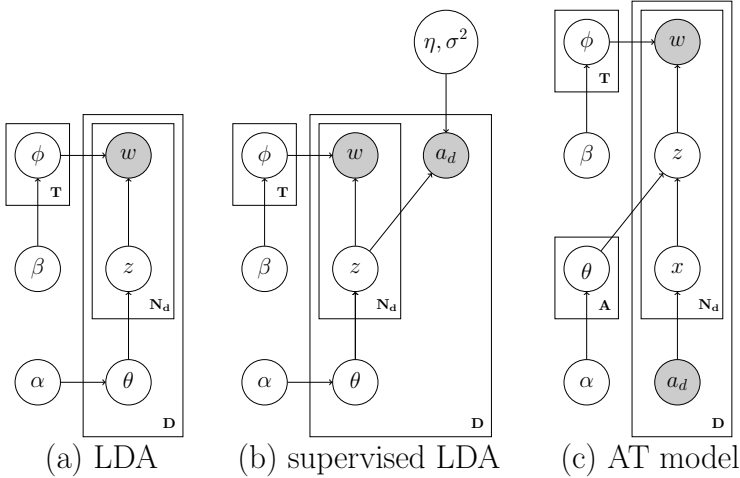 ϕ
T
w
β
z
N_d
α
θ
D
(a) LDA
η, σ²
ϕ
T
w
a_d
β
z
N_d
α
θ
D
(b) supervised LDA
ϕ
T
w
β
z
θ
A
x
N_d
α
a_d
D
(c) AT model